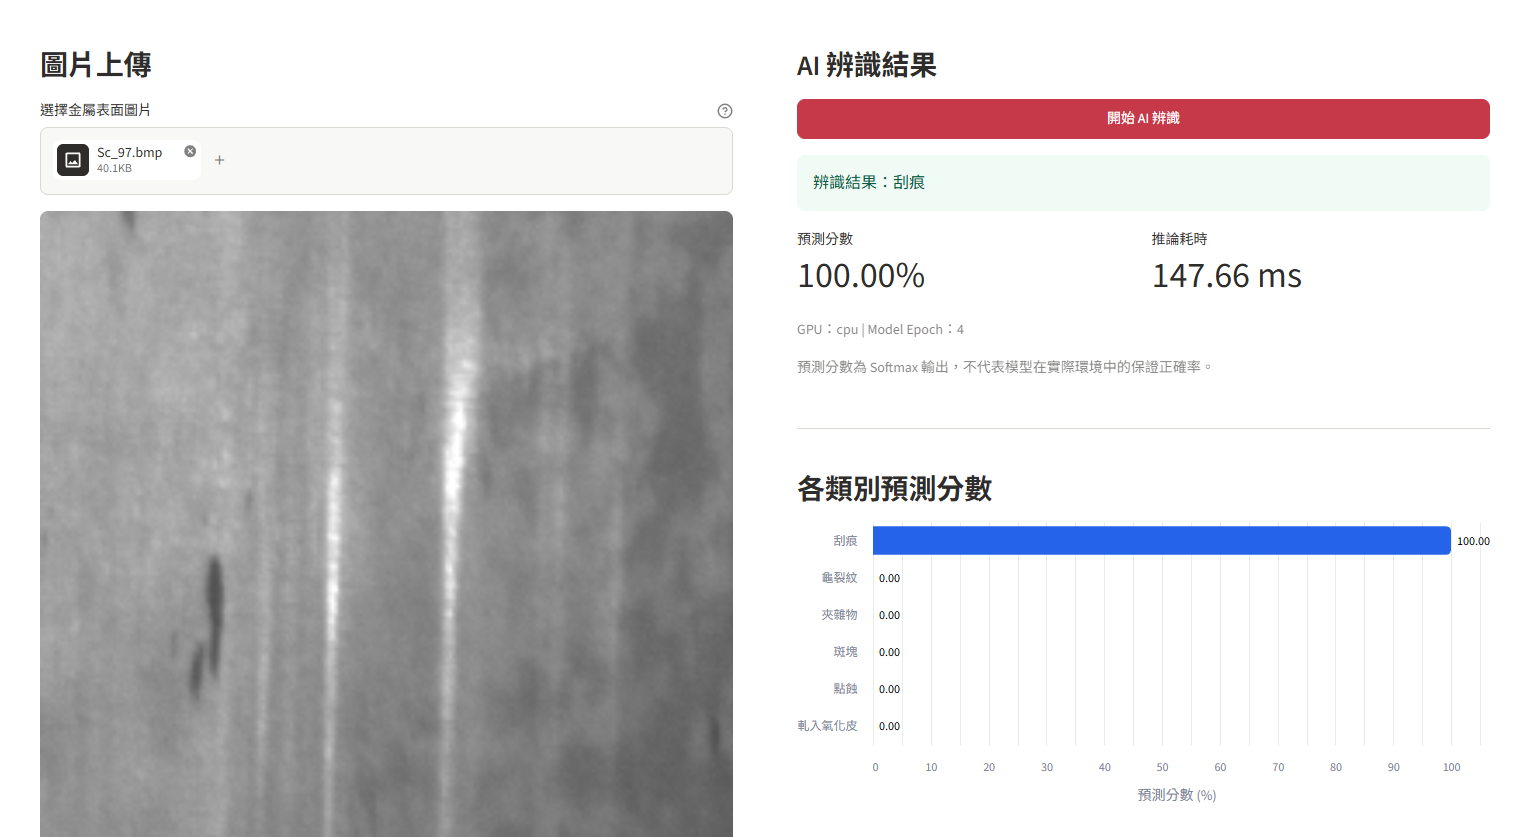 圖片上傳
選擇金屬表面圖片
Sc_97.bmp
40.1KB
AI 辨識結果
開始 AI 辨識
辨識結果：刮痕
預測分數
100.00%
推論耗時
147.66 ms
GPU：cpu | Model Epoch：4
預測分數為 Softmax 輸出，不代表模型在實際環境中的保證正確率。
各類別預測分數
刮痕 100.00
龜裂紋 0.00
夾雜物 0.00
斑塊 0.00
點蝕 0.00
軋入氧化皮 0.00
0 10 20 30 40 50 60 70 80 90 100
預測分數 (%)